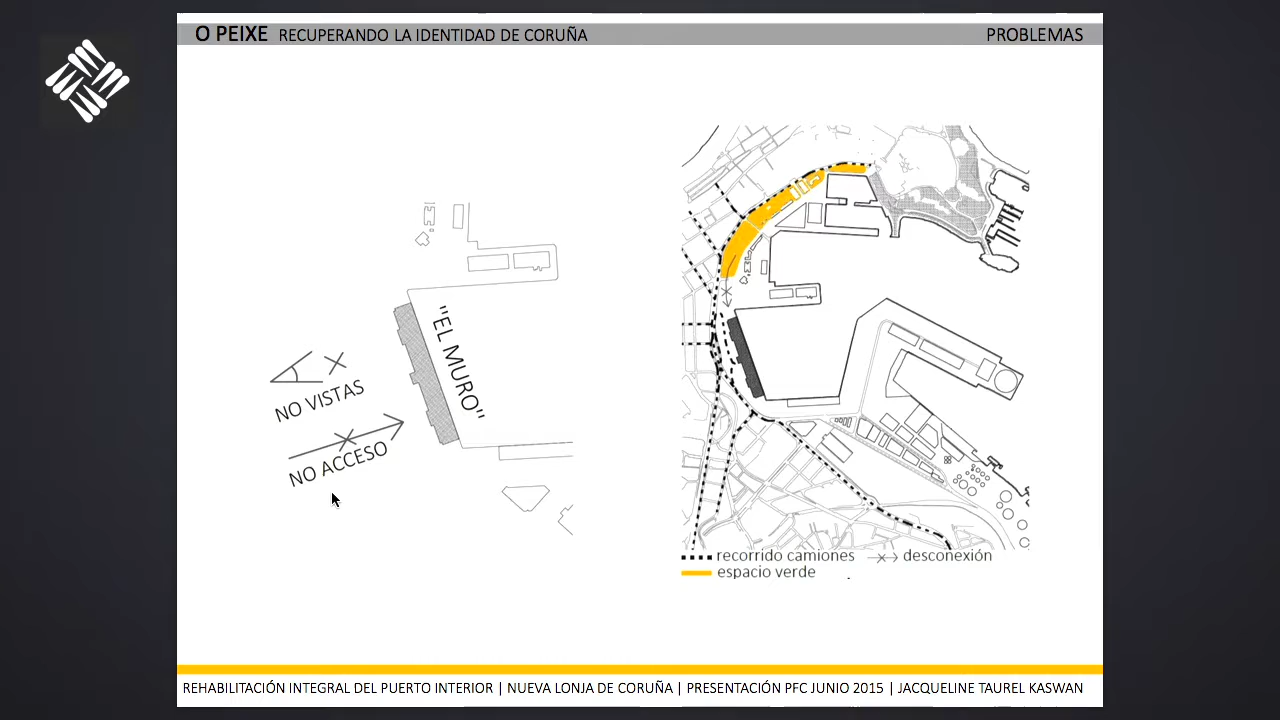 O PEIXE RECUPERANDO LA IDENTIDAD DE CORUÑA
PROBLEMAS
"EL MURO"
NO VISTAS
NO ACCESO
recorrido camiones
desconexión
espacio verde
REHABILITACIÓN INTEGRAL DEL PUERTO INTERIOR | NUEVA LONJA DE CORUÑA | PRESENTACIÓN PFC JUNIO 2015 | JACQUELINE TAUREL KASWAN